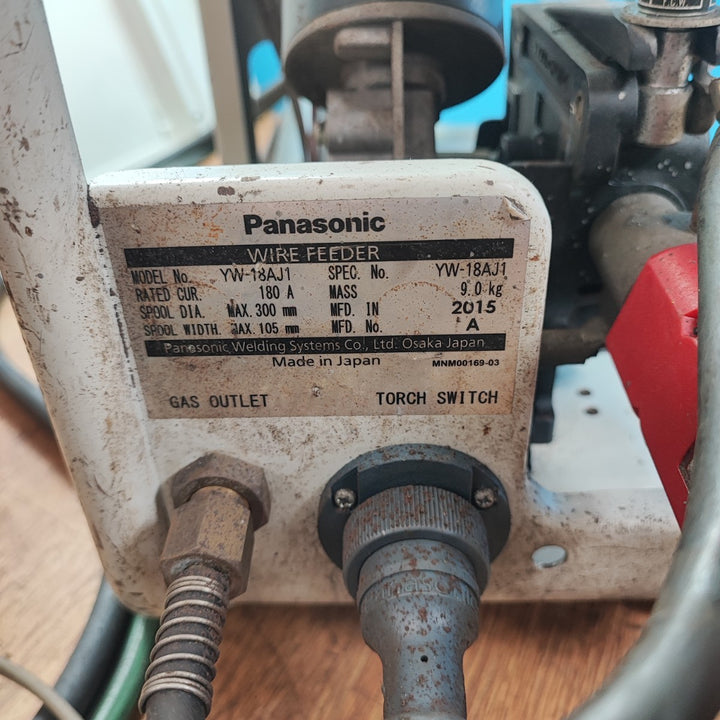 Panasonic
WIRE FEEDER
MODEL No. YW-18AJ1 SPEC. No. YW-18AJ1
RATED CUR. 180 A MASS 9.0 kg
SPOOL DIA. MAX. 300 mm MFD. IN 2015
SPOOL WIDTH. MAX. 105 mm MFD. No. A
Panasonic Welding Systems Co., Ltd. Osaka Japan
Made in Japan MNM00169-03
GAS OUTLET TORCH SWITCH